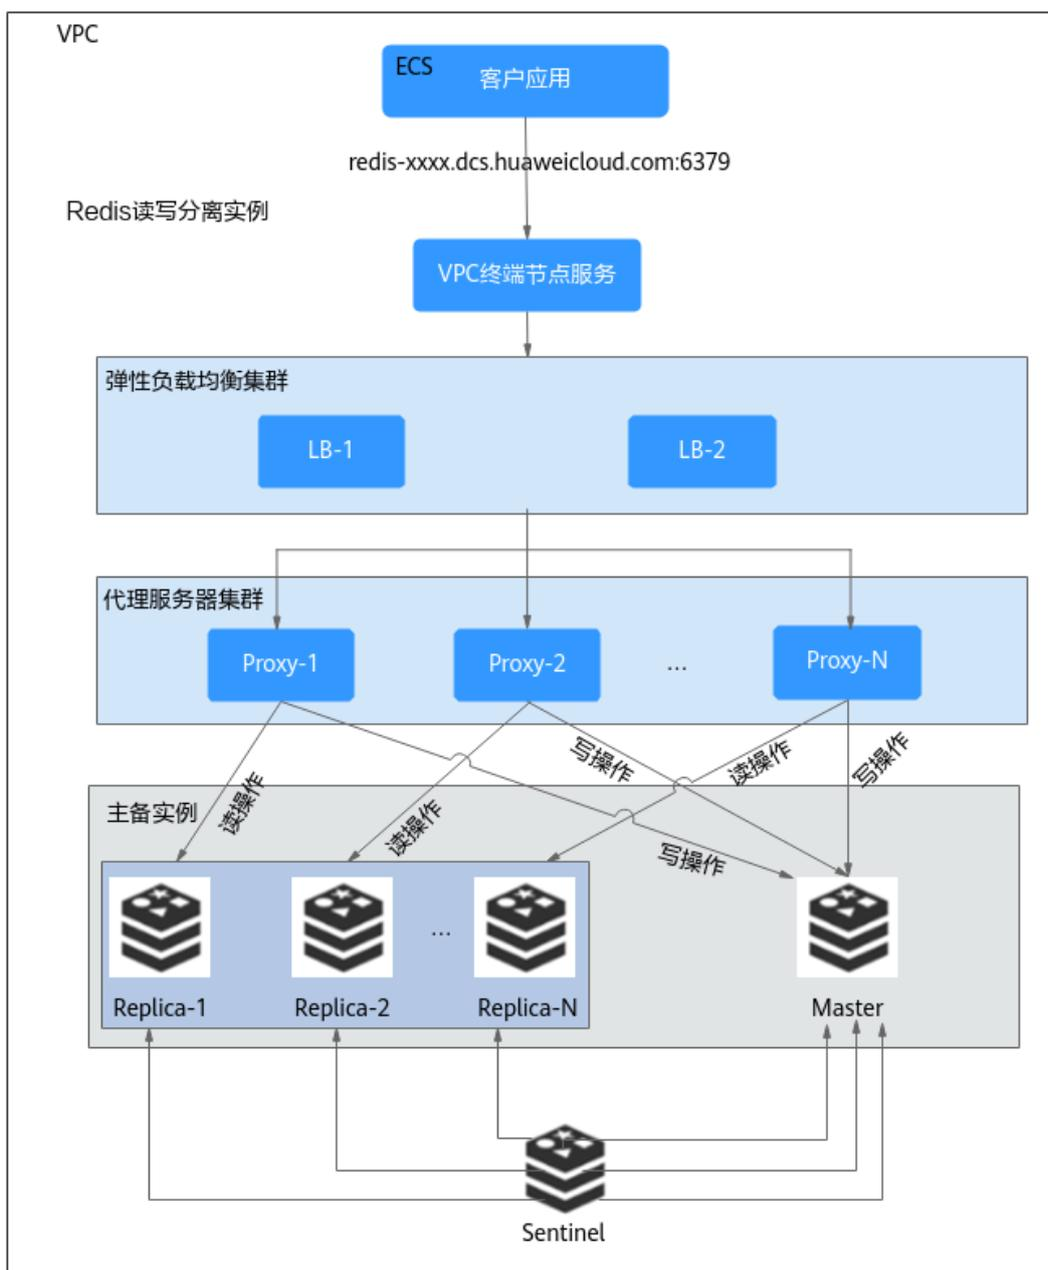 VPC
ECS
客户应用
redis-xxxx.dcs.huaweicloud.com:6379
Redis读写分离实例
VPC终端节点服务
弹性负载均衡集群
LB-1
LB-2
代理服务器集群
Proxy-1
Proxy-2
...
Proxy-N
写操作
读操作
写操作
读操作
读操作
写操作
主备实例
...
Replica-1
Replica-2
Replica-N
Master
Sentinel